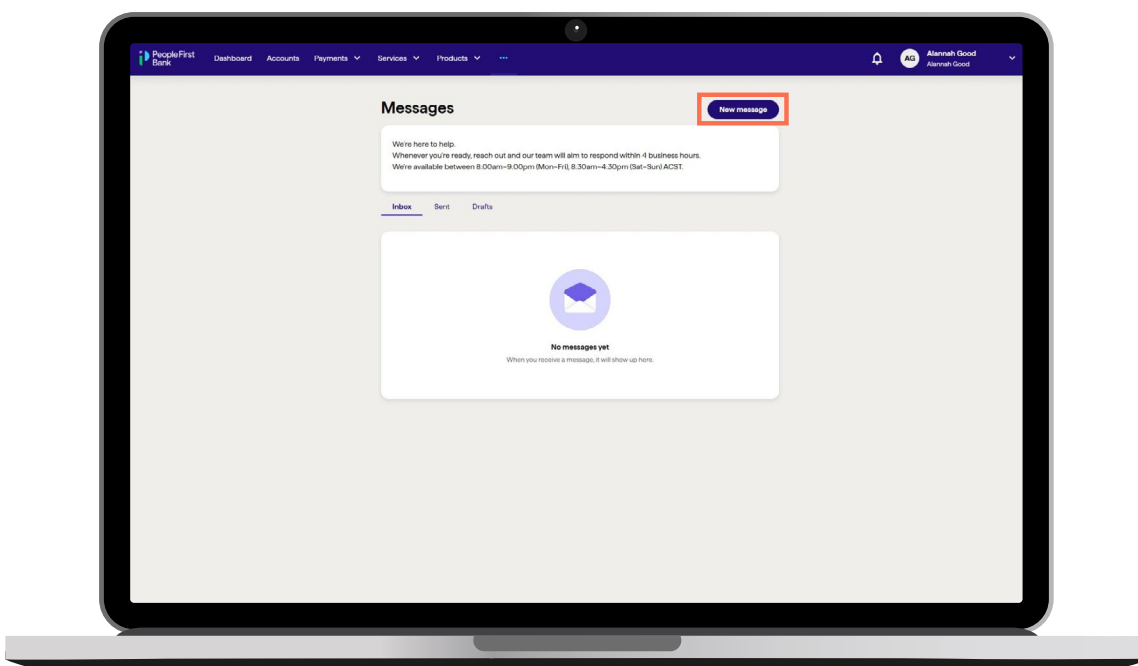 People First
Bank
Dashboard Accounts Payments Services Products ...
AG
Alannah Good
Alannah Good
Messages
New message
We're here to help.
Whenever you're ready, reach out and our team will aim to respond within 4 business hours.
We're available between 8.00am–9.00pm (Mon–Fri), 8.30am–4.30pm (Sat–Sun) ACST.
Inbox Sent Drafts
No messages yet
When you receive a message, it will show up here.